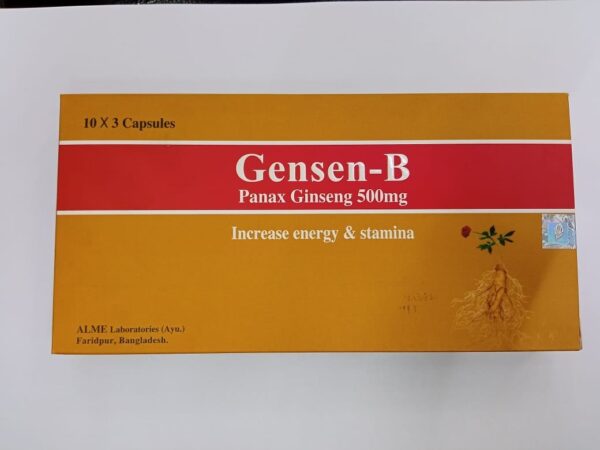 10 X 3 Capsules
Gensen-B
Panax Ginseng 500mg
Increase energy & stamina
ALME Laboratories (Ayu.)
Faridpur, Bangladesh.